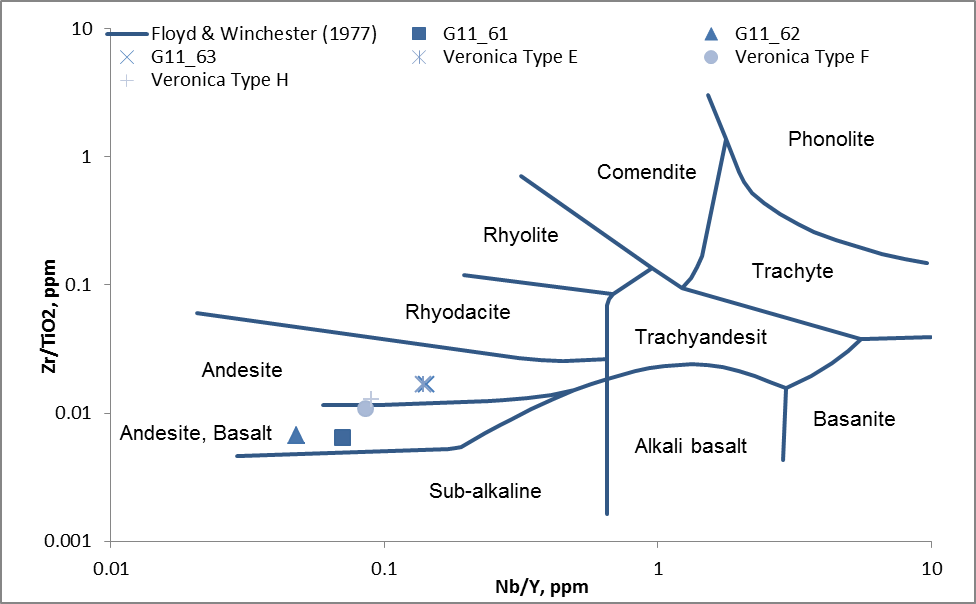 Floyd & Winchester (1977) G11_61 G11_62
G11_63 Veronica Type E Veronica Type F
Veronica Type H
10
1
0.1
0.01
0.001
Zr/TiO2, ppm
Phonolite
Comendite
Rhyolite
Trachyte
Rhyodacite
Trachyandesit
Andesite
Basanite
Andesite, Basalt
Alkali basalt
Sub-alkaline
0.01 0.1 1 10
Nb/Y, ppm